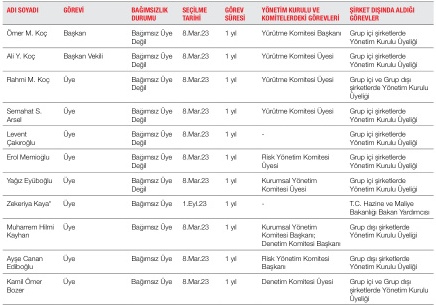 ADI SOYADI GÖREVİ BAĞIMSIZLIK DURUMU SEÇİLME TARİHİ GÖREV SÜRESİ YÖNETİM KURULU VE KOMİTELERDEKİ GÖREVLERİ ŞİRKET DIŞINDA ALDIĞI GÖREVLER
Ömer M. Koç Başkan Bağımsız Üye Değil 8.Mar.23 1 yıl Yürütme Komitesi Başkanı Grup içi şirketlerde Yönetim Kurulu Üyeliği
Ali Y. Koç Başkan Vekili Bağımsız Üye Değil 8.Mar.23 1 yıl Yürütme Komitesi Üyesi Grup içi şirketlerde Yönetim Kurulu Üyeliği
Rahmi M. Koç Üye Bağımsız Üye Değil 8.Mar.23 1 yıl Yürütme Komitesi Üyesi Grup içi ve Grup dışı şirketlerde Yönetim Kurulu Üyeliği
Semahat S. Arsel Üye Bağımsız Üye Değil 8.Mar.23 1 yıl Yürütme Komitesi Üyesi Grup içi şirketlerde Yönetim Kurulu Üyeliği
Levent Çakıroğlu Üye Bağımsız Üye Değil 8.Mar.23 1 yıl - Grup içi şirketlerde Yönetim Kurulu Üyeliği
Erol Memioğlu Üye Bağımsız Üye Değil 8.Mar.23 1 yıl Risk Yönetim Komitesi Üyesi Grup içi şirketlerde Yönetim Kurulu Üyeliği
Yağız Eyüboğlu Üye Bağımsız Üye Değil 8.Mar.23 1 yıl Kurumsal Yönetim Komitesi Üyesi Grup içi şirketlerde Yönetim Kurulu Üyeliği
Zekeriya Kaya* Üye Bağımsız Üye 1.Eyl.23 1 yıl - T.C. Hazine ve Maliye Bakanlığı Bakan Yardımcısı
Muharrem Hilmi Kayhan Üye Bağımsız Üye 8.Mar.23 1 yıl Kurumsal Yönetim Komitesi Başkanı; Denetim Komitesi Başkanı Grup dışı şirketlerde Yönetim Kurulu Üyeliği
Ayşe Canan Ediboğlu Üye Bağımsız Üye 8.Mar.23 1 yıl Risk Yönetim Komitesi Başkanı Grup dışı şirketlerde Yönetim Kurulu Üyeliği
Kamil Ömer Bozer Üye Bağımsız Üye 8.Mar.23 1 yıl Denetim Komitesi Üyesi Grup içi ve Grup dışı şirketlerde Yönetim Kurulu Üyeliği